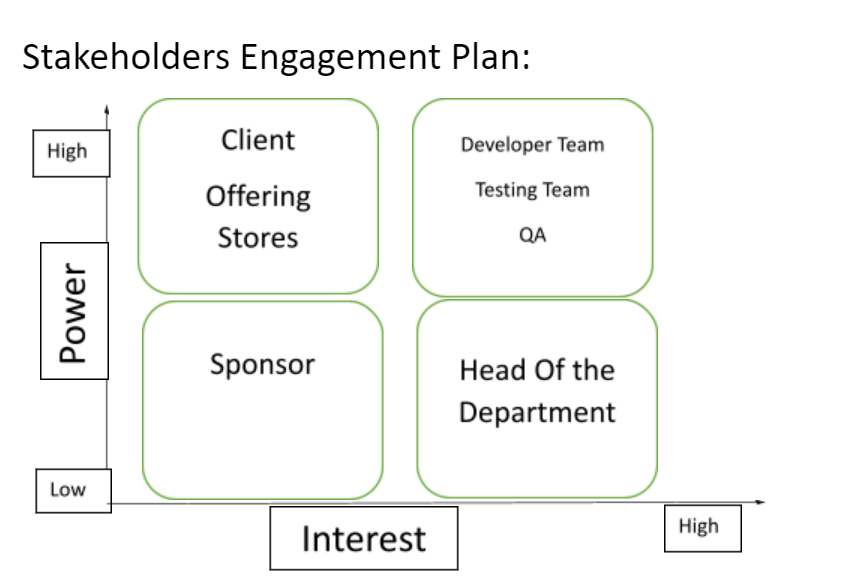 Stakeholders Engagement Plan:
High
Client
Offering
Stores
Developer Team
Testing Team
QA
Power
Sponsor
Head Of the
Department
Low
Interest
High